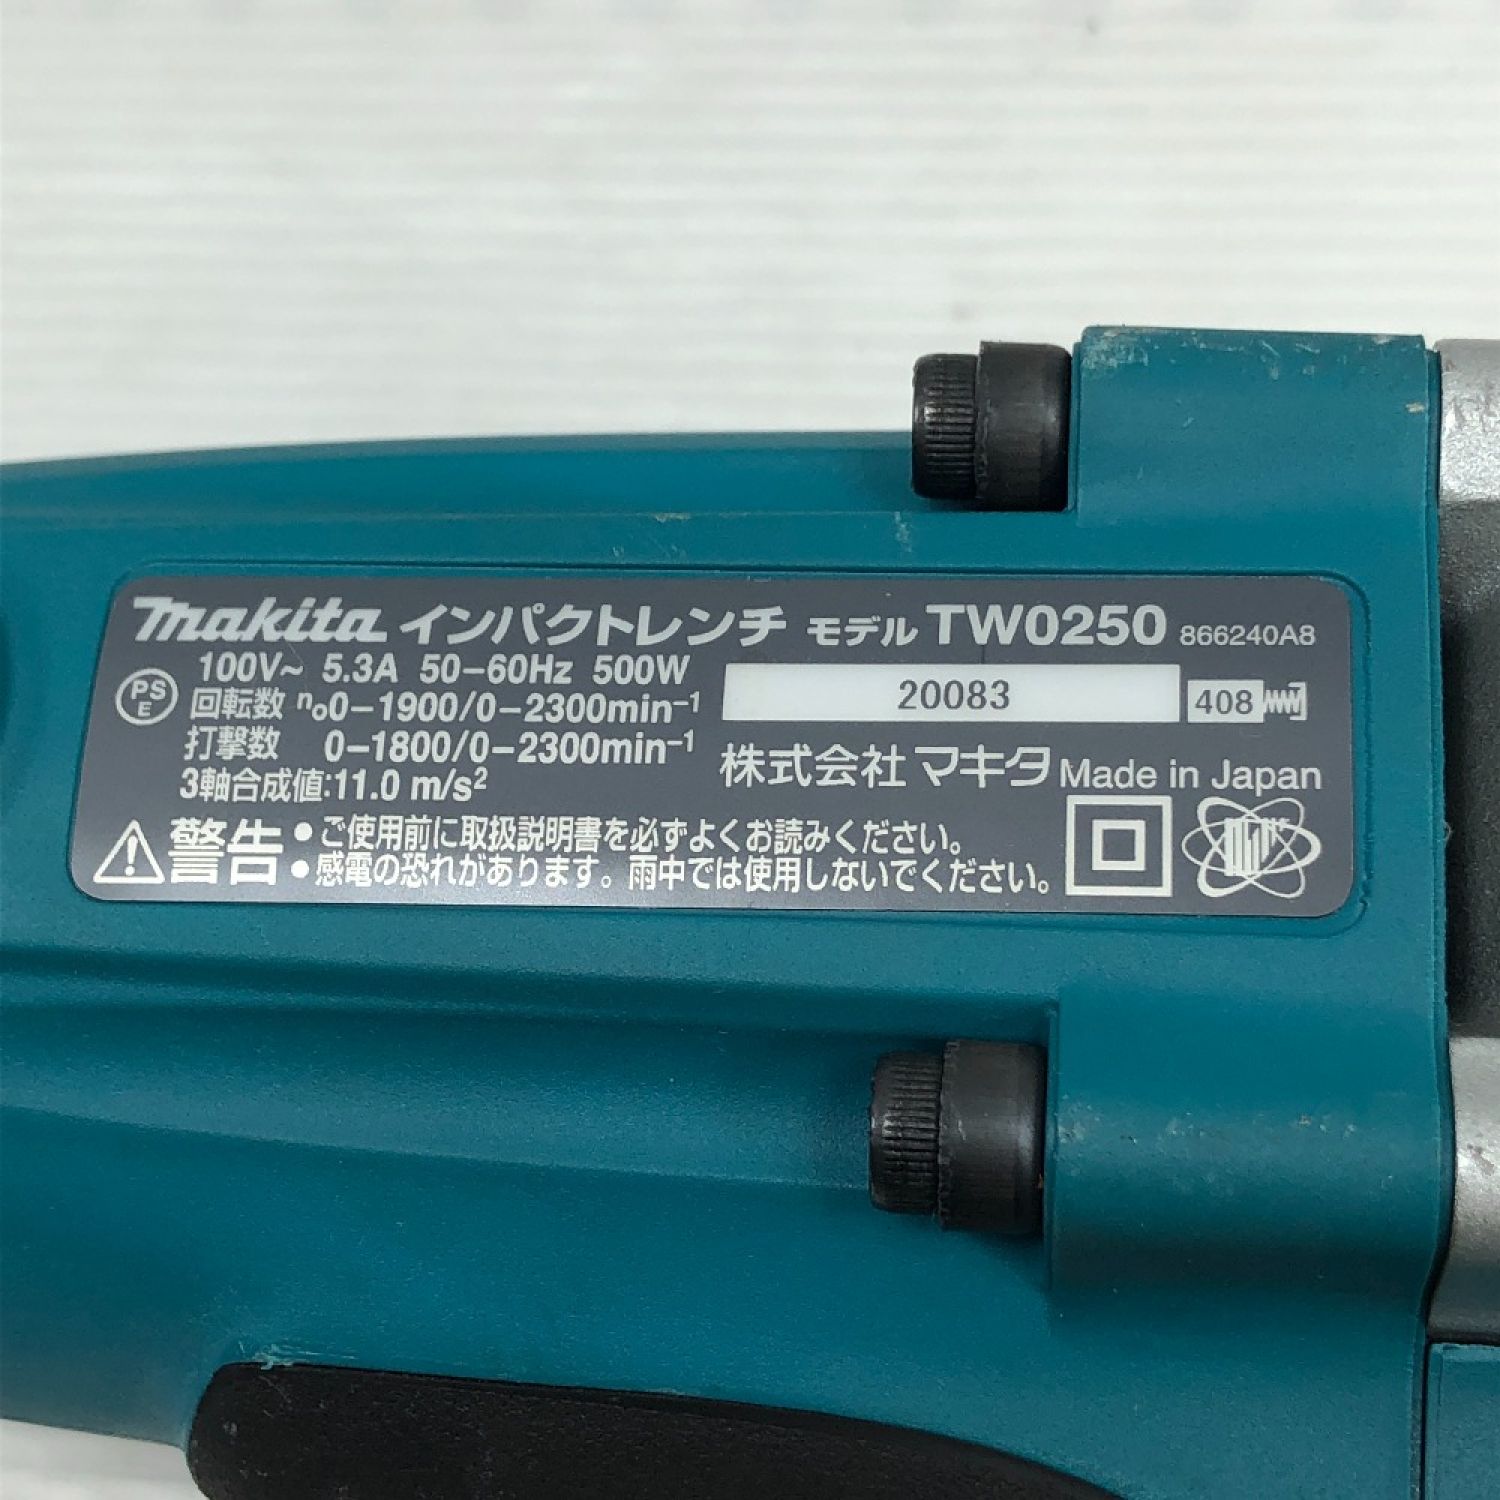 makita インパクトレンチ モデル TW0250 866240A8
100V~ 5.3A 50-60Hz 500W
回転数 n₀0-1900/0-2300min⁻¹
打撃数 0-1800/0-2300min⁻¹
3軸合成値:11.0 m/s²
PS
E
20083
408
株式会社 マキタ Made in Japan
警告
•ご使用前に取扱説明書を必ずよくお読みください。
•感電の恐れがあります。雨中では使用しないでください。